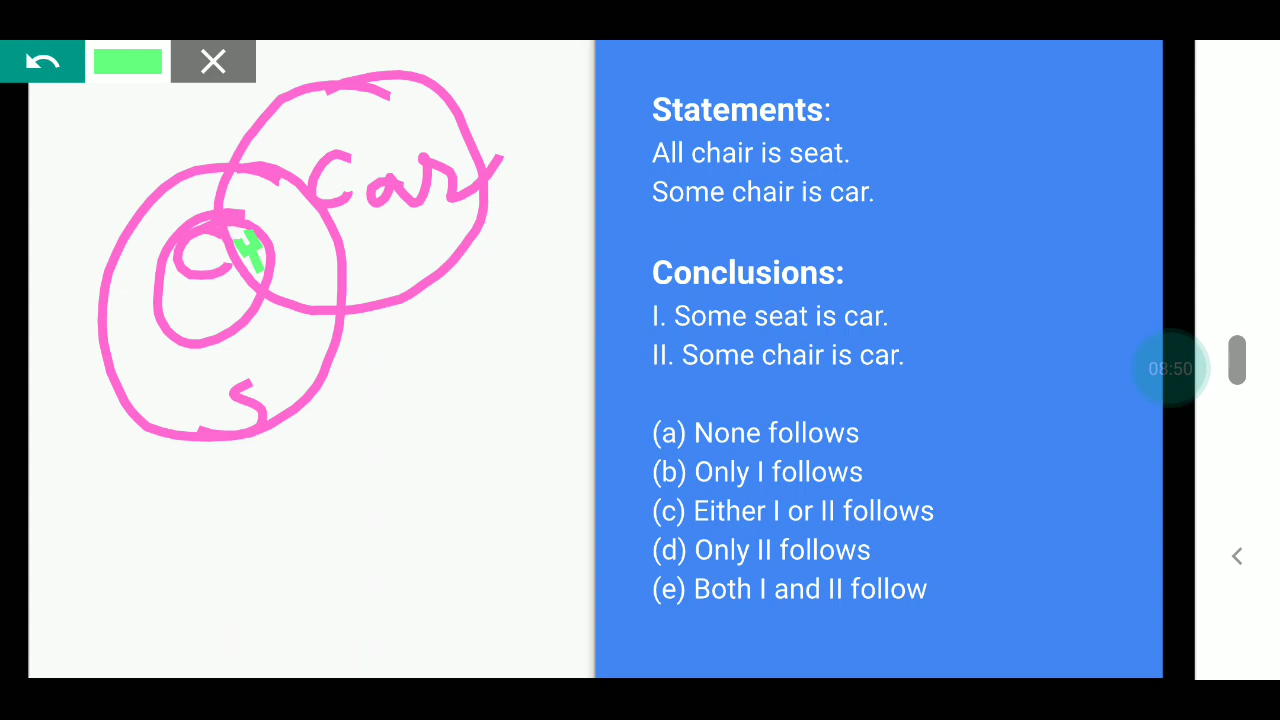 Car
C
S
Statements:
All chair is seat.
Some chair is car.
Conclusions:
I. Some seat is car.
II. Some chair is car.
(a) None follows
(b) Only I follows
(c) Either I or II follows
(d) Only II follows
(e) Both I and II follow
08:50